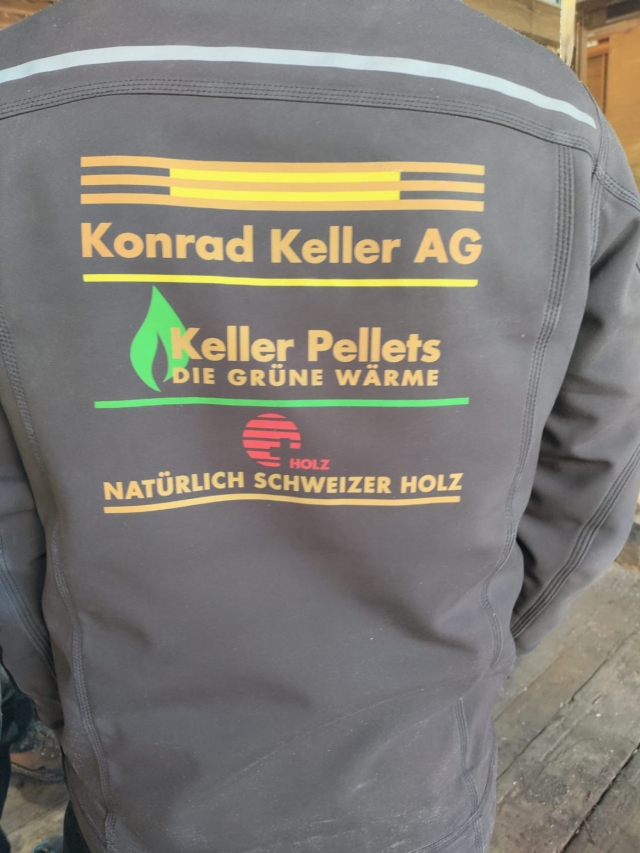 Konrad Keller AG
Keller Pellets
DIE GRÜNE WÄRME
HOLZ
NATÜRLICH SCHWEIZER HOLZ